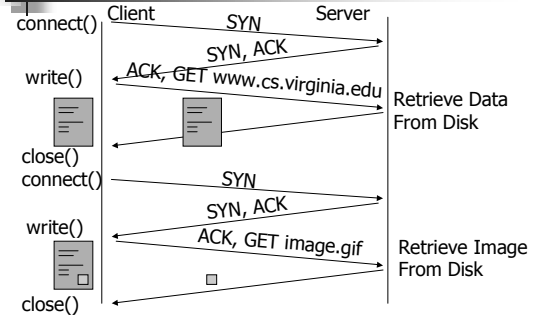 Client Server
connect() SYN
SYN, ACK
write() ACK, GET www.cs.virginia.edu
Retrieve Data
From Disk
close()
connect() SYN
SYN, ACK
write() ACK, GET image.gif
Retrieve Image
From Disk
close()